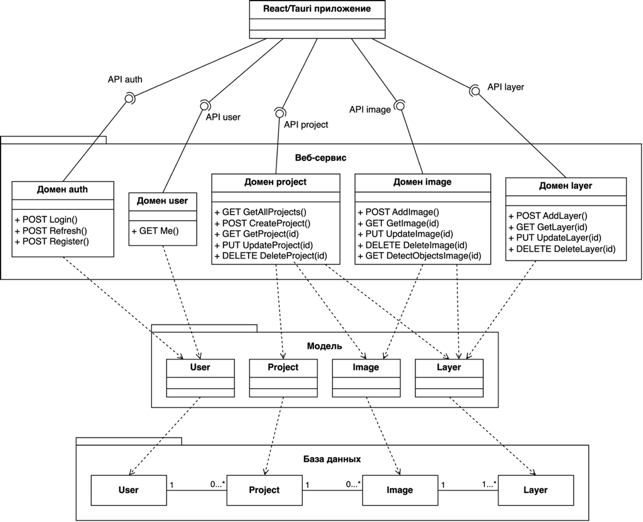 React/Tauri приложение
API auth
API user
API project
API image
API layer
Веб-сервис
Домен auth
+ POST Login()
+ POST Refresh()
+ POST Register()
Домен user
+ GET Me()
Домен project
+ GET GetAllProjects()
+ POST CreateProject()
+ GET GetProject(id)
+ PUT UpdateProject(id)
+ DELETE DeleteProject(id)
Домен image
+ POST AddImage()
+ GET GetImage(id)
+ PUT UpdateImage(id)
+ DELETE DeleteImage(id)
+ GET DetectObjectsImage(id)
Домен layer
+ POST AddLayer()
+ GET GetLayer(id)
+ PUT UpdateLayer(id)
+ DELETE DeleteLayer(id)
Модель
User
Project
Image
Layer
База данных
User
1
0...*
Project
1
0...*
Image
1
1...*
Layer